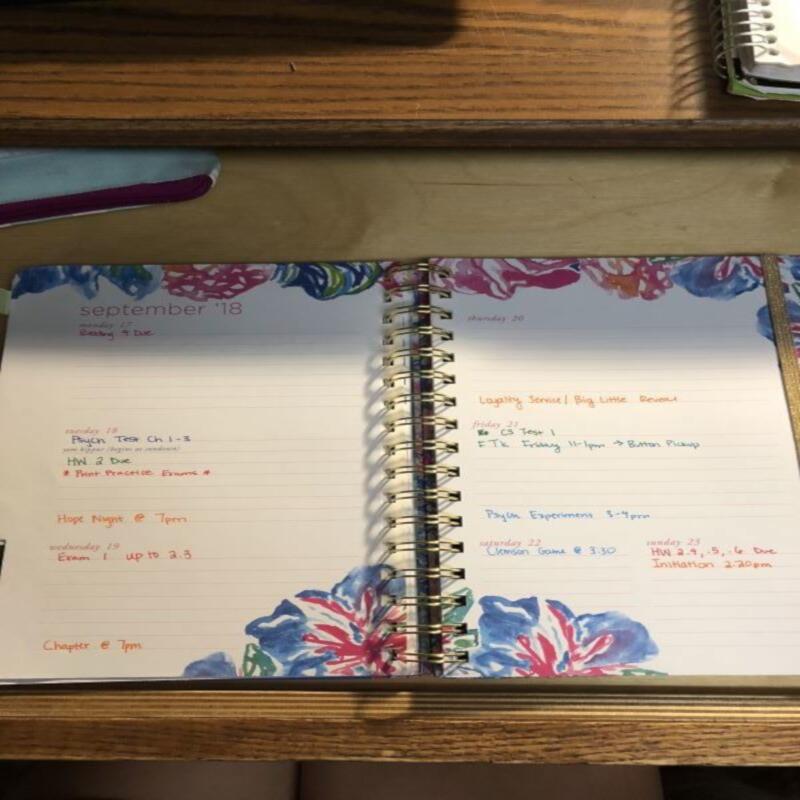 september '18
monday 17
Reading 4 Due
tuesday 18
Psych Test Ch 1-3
yom kippur (begins at sundown)
HW 2 Due
* Print Practice Exams *
Hope Night @ 7pm
wednesday 19
Exam 1 up to 2.3
Chapter @ 7pm
thursday 20
Loyalty Service / Big Little Reveal
friday 21
CS Test 1
FTK Friday 11-1pm → Button Pickup
Psych Experiment 3-4pm
saturday 22
Clemson Game @ 3:30
sunday 23
HW 2.4, .5, .6 Due
Initiation 2:20pm